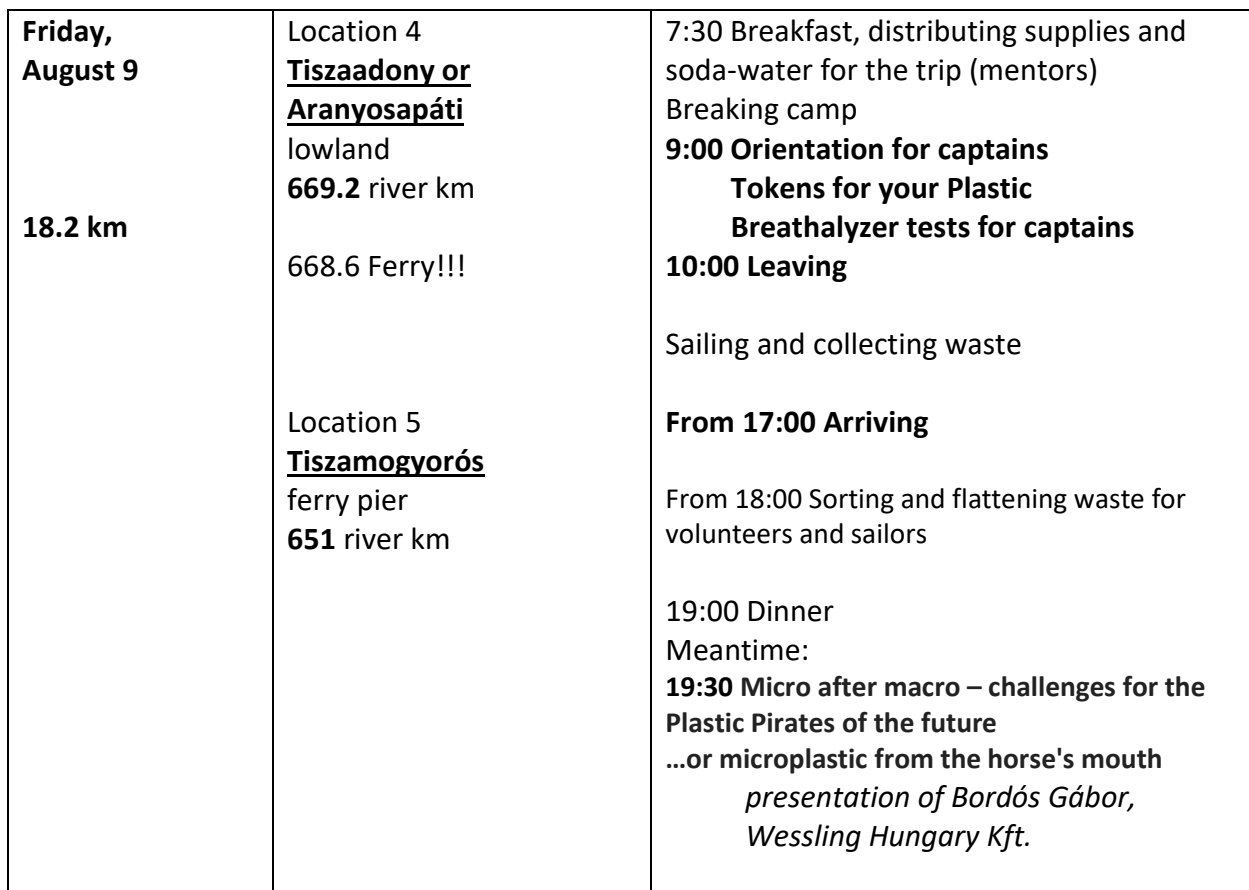 Friday,
August 9
18.2 km
Location 4
Tiszaadony or
Aranyosapáti
lowland
669.2 river km
668.6 Ferry!!!
Location 5
Tiszamogyorós
ferry pier
651 river km
7:30 Breakfast, distributing supplies and
soda-water for the trip (mentors)
Breaking camp
9:00 Orientation for captains
Tokens for your Plastic
Breathalyzer tests for captains
10:00 Leaving
Sailing and collecting waste
From 17:00 Arriving
From 18:00 Sorting and flattening waste for
volunteers and sailors
19:00 Dinner
Meantime:
19:30 Micro after macro – challenges for the
Plastic Pirates of the future
…or microplastic from the horse's mouth
presentation of Bordós Gábor,
Wessling Hungary Kft.